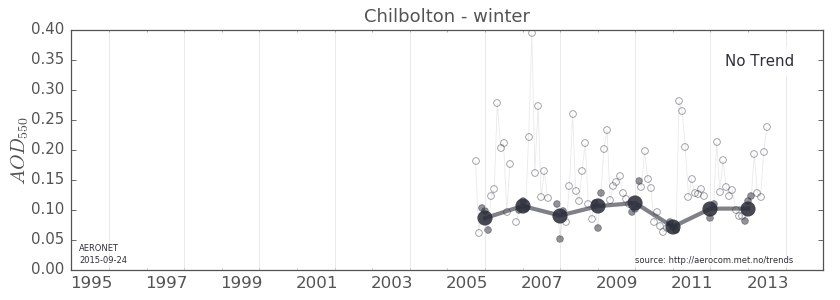 Chilbolton - winter
0.40
0.35
0.30
0.25
0.20
0.15
0.10
0.05
0.00
AOD550
No Trend
AERONET
2015-09-24
source: http://aerocom.met.no/trends
1995 1997 1999 2001 2003 2005 2007 2009 2011 2013